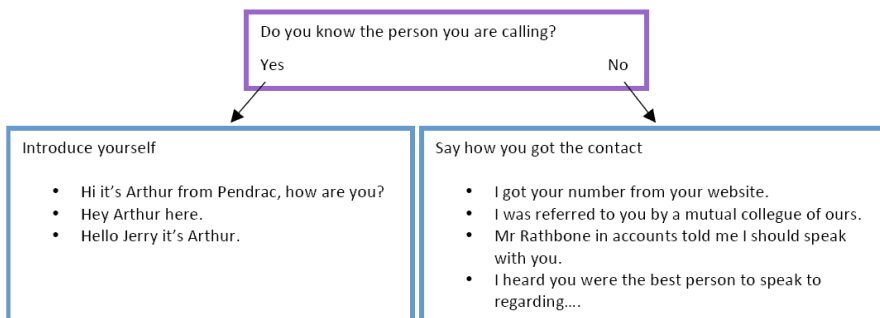 Do you know the person you are calling?
Yes No
Introduce yourself
• Hi it’s Arthur from Pendrac, how are you?
• Hey Arthur here.
• Hello Jerry it’s Arthur.
Say how you got the contact
• I got your number from your website.
• I was referred to you by a mutual collegue of ours.
• Mr Rathbone in accounts told me I should speak
with you.
• I heard you were the best person to speak to
regarding….